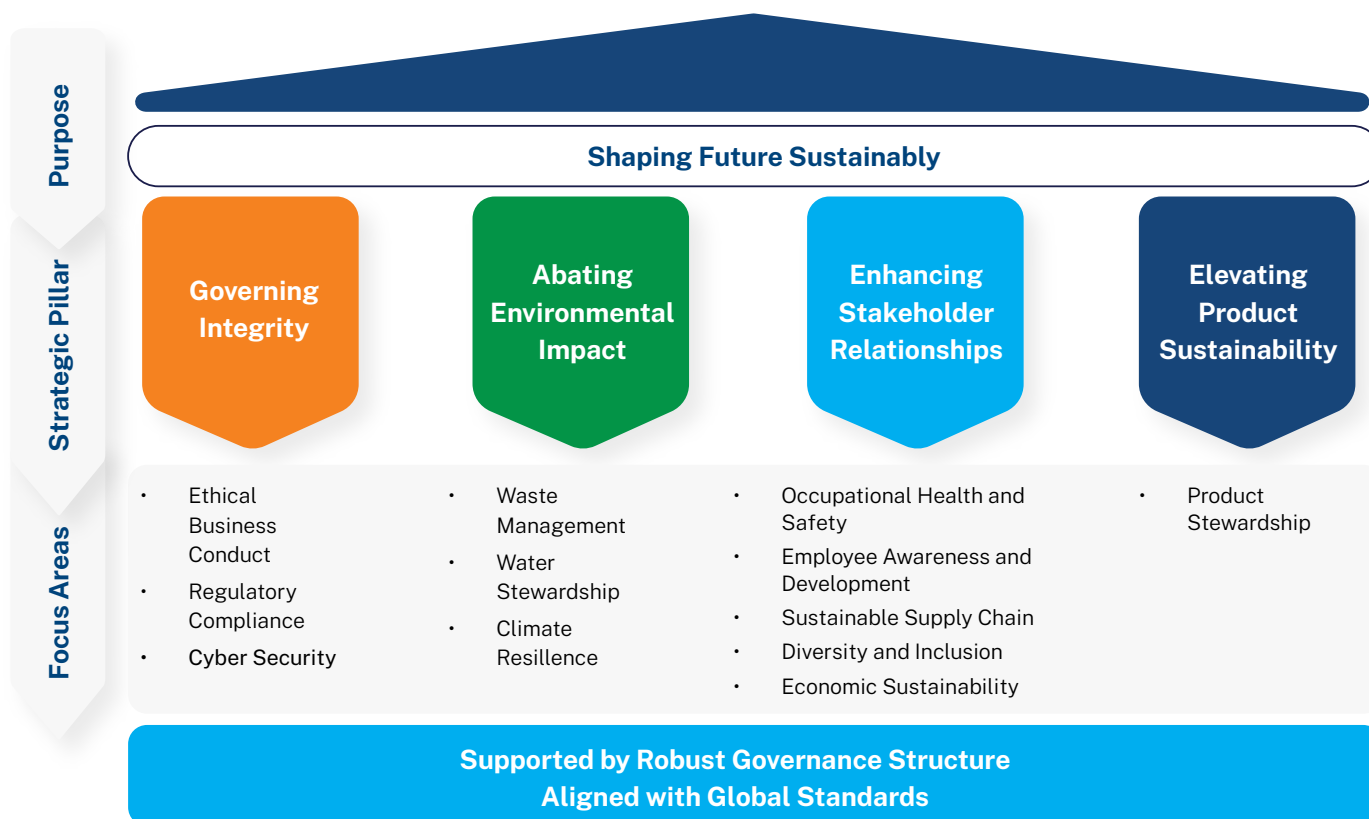 Purpose
Shaping Future Sustainably
Strategic Pillar
Governing
Integrity
Abating
Environmental
Impact
Enhancing
Stakeholder
Relationships
Elevating
Product
Sustainability
Focus Areas
• Ethical
Business
Conduct
• Regulatory
Compliance
• Cyber Security
• Waste
Management
• Water
Stewardship
• Climate
Resillence
• Occupational Health and
Safety
• Employee Awareness and
Development
• Sustainable Supply Chain
• Diversity and Inclusion
• Economic Sustainability
• Product
Stewardship
Supported by Robust Governance Structure
Aligned with Global Standards